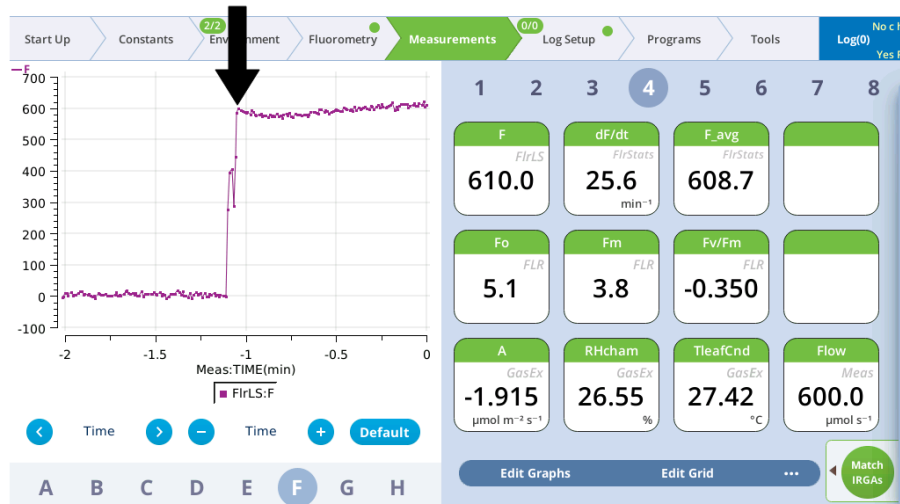 2/2
0/0
No c h
Start Up
Constants
Env nment
Fluorometry
Measurements
Log Setup
Programs
Tools
Log(0)
Yes
F
700
600
500
400
300
200
100
0
-100
-2
-1.5
-1
-0.5
0
Meas:TIME(min)
FlrLS:F
Time
Time
Default
A B C D E F G H
1 2 3 4 5 6 7 8
F
FlrLS
610.0
dF/dt
FlrStats
25.6
min⁻¹
F_avg
FlrStats
608.7
Fo
FLR
5.1
Fm
FLR
3.8
Fv/Fm
FLR
-0.350
A
GasEx
-1.915
µmol m⁻² s⁻¹
RHcham
GasEx
26.55
%
TleafCnd
GasEx
27.42
°C
Flow
Meas
600.0
µmol s⁻¹
Edit Graphs
Edit Grid
...
Match
IRGAs